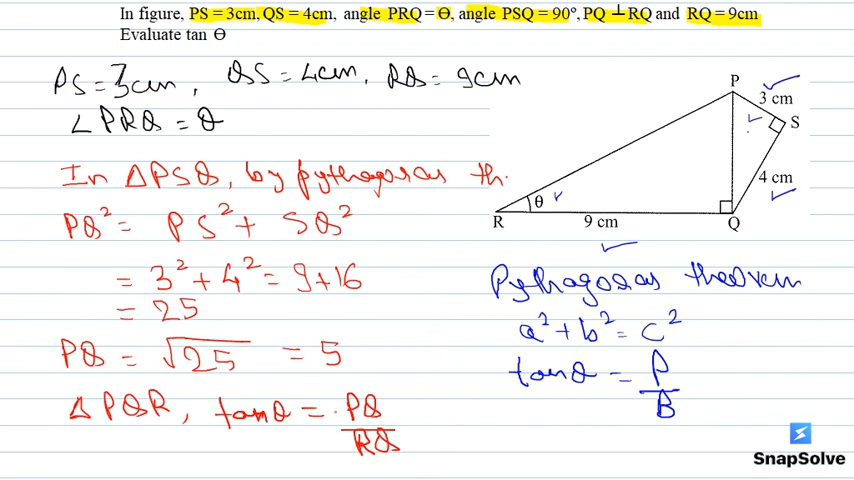 In figure, PS = 3cm, QS = 4cm, angle PRQ = Θ, angle PSQ = 90°, PQ ⊥ RQ and RQ = 9cm
Evaluate tan Θ
PS = 3cm, QS = 4cm, RQ = 9cm
∠PRQ = θ
In △PSQ, by pythagoras th.
PQ² = PS² + SQ²
= 3² + 4² = 9 + 16
= 25
PQ = √25 = 5
△PQR, tanθ = PQ/RQ
P
3 cm
S
4 cm
θ
R
9 cm
Q
Pythagoras theorem
a² + b² = c²
tanθ = P/B
SnapSolve